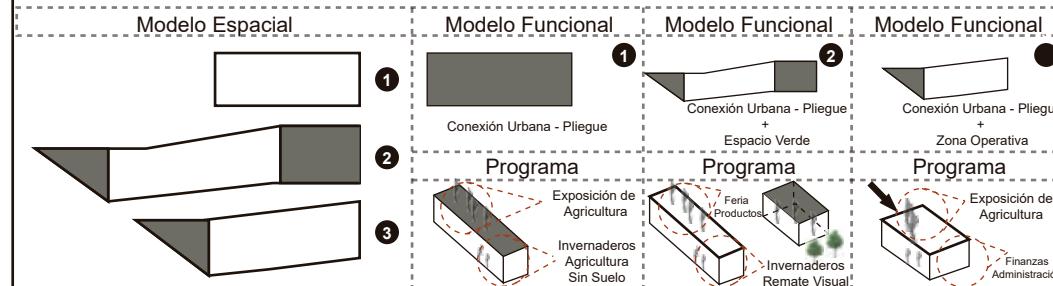 Modelo Espacial
1
2
3
Modelo Funcional
1
Conexión Urbana - Pliegue
Programa
Exposición de
Agricultura
Invernaderos
Agricultura
Sin Suelo
Modelo Funcional
2
Conexión Urbana - Pliegue
+
Espacio Verde
Programa
Feria
Productos
Invernaderos
Remate Visual
Modelo Funcional
Conexión Urbana - Pliegue
+
Zona Operativa
Programa
Exposición de
Agricultura
Finanzas
Administració